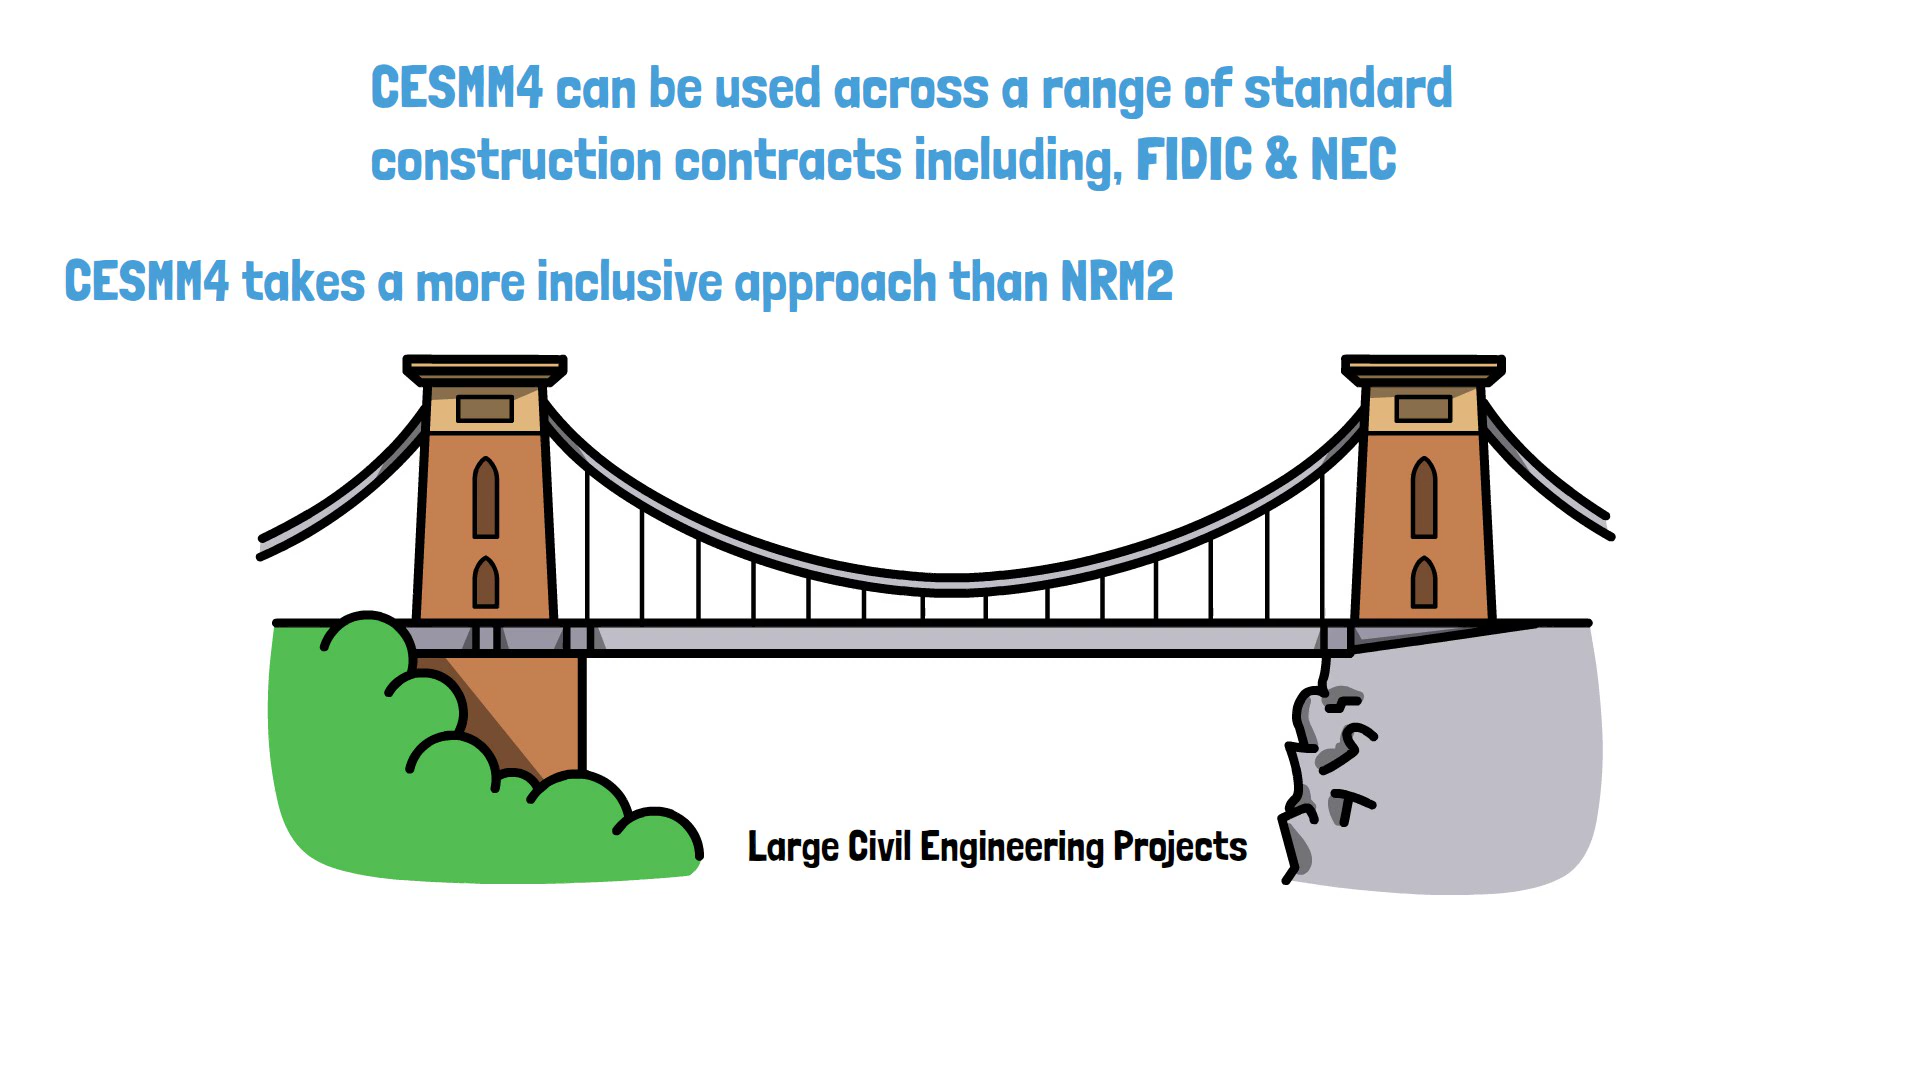 CESMM4 can be used across a range of standard
construction contracts including, FIDIC & NEC
CESMM4 takes a more inclusive approach than NRM2
Large Civil Engineering Projects